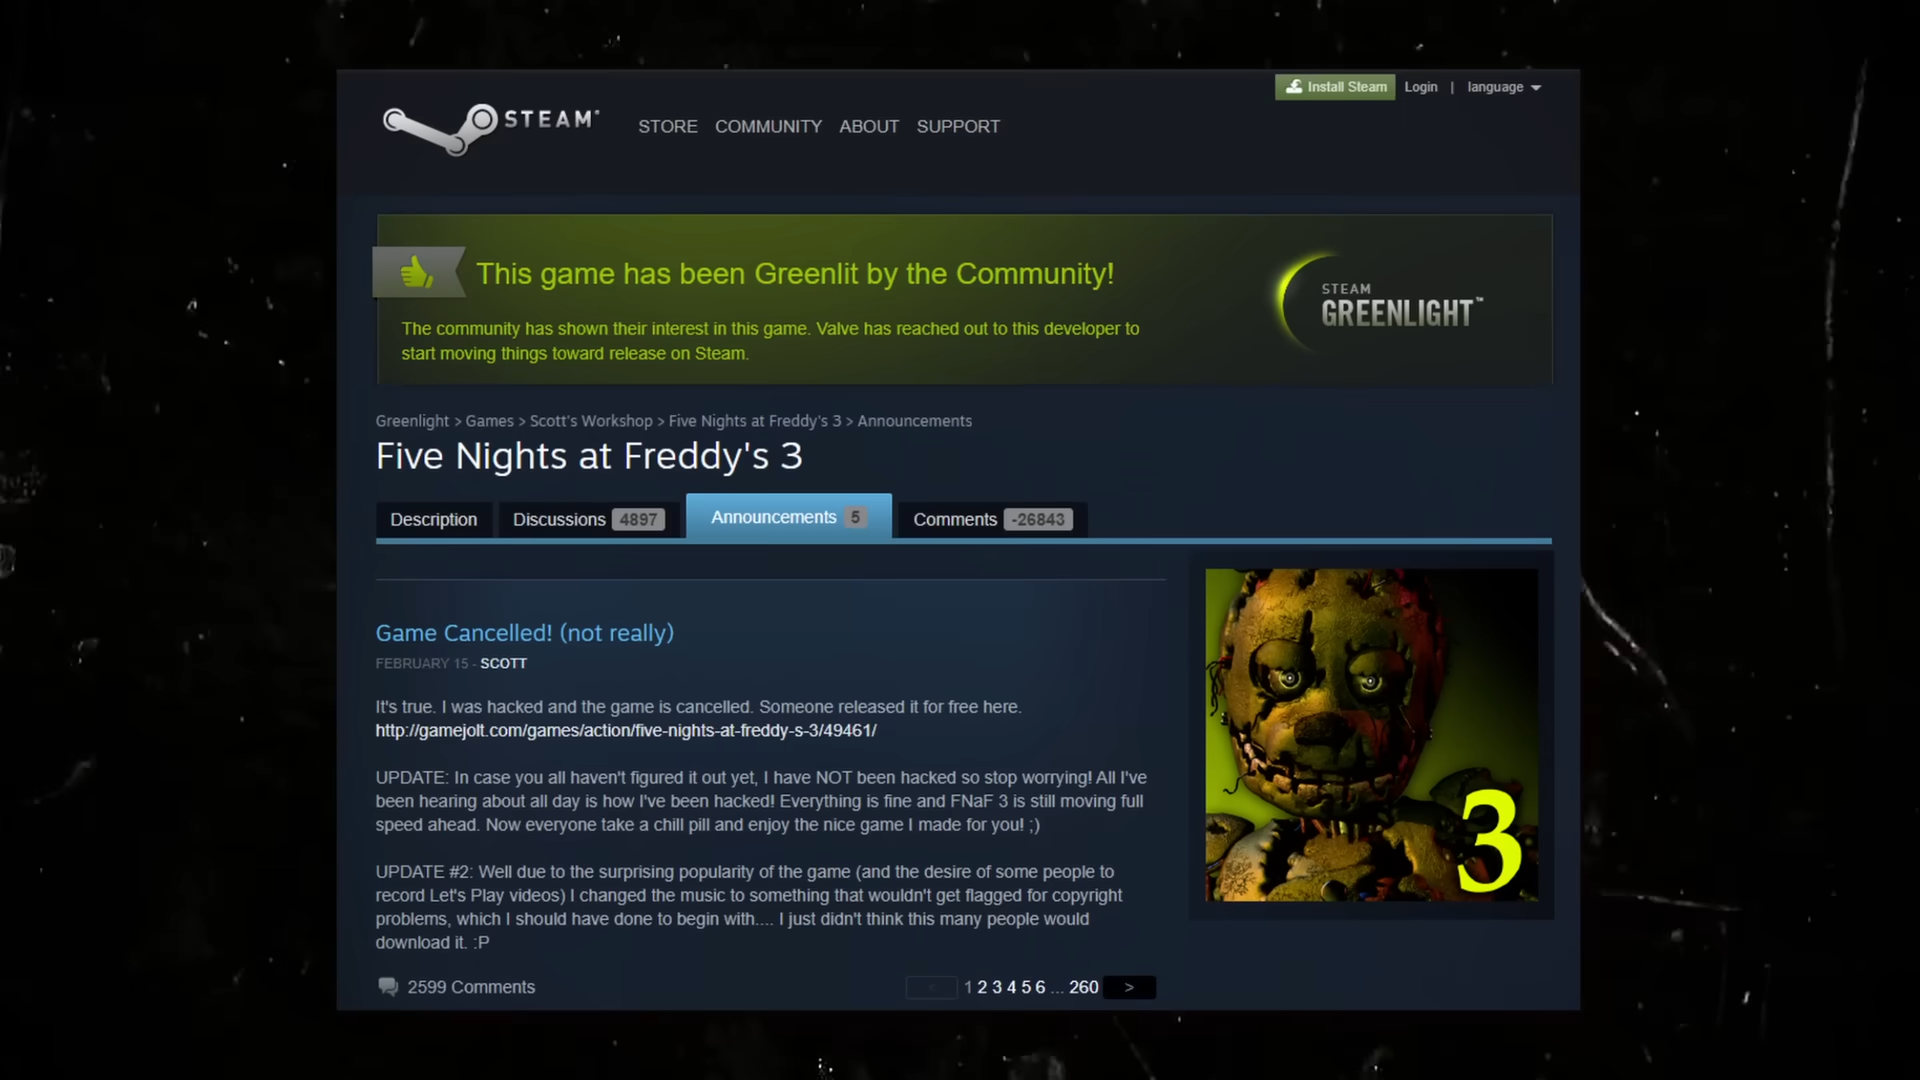 Install Steam Login | language
STEAM® STORE COMMUNITY ABOUT SUPPORT
This game has been Greenlit by the Community!
The community has shown their interest in this game. Valve has reached out to this developer to
start moving things toward release on Steam.
STEAM
GREENLIGHT™
Greenlight > Games > Scott's Workshop > Five Nights at Freddy's 3 > Announcements
Five Nights at Freddy's 3
Description Discussions 4897 Announcements 5 Comments -26843
Game Cancelled! (not really)
FEBRUARY 15 - SCOTT
It's true. I was hacked and the game is cancelled. Someone released it for free here.
http://gamejolt.com/games/action/five-nights-at-freddy-s-3/49461/
UPDATE: In case you all haven't figured it out yet, I have NOT been hacked so stop worrying! All I've
been hearing about all day is how I've been hacked! Everything is fine and FNaF 3 is still moving full
speed ahead. Now everyone take a chill pill and enjoy the nice game I made for you! ;)
UPDATE #2: Well due to the surprising popularity of the game (and the desire of some people to
record Let's Play videos) I changed the music to something that wouldn't get flagged for copyright
problems, which I should have done to begin with.... I just didn't think this many people would
download it. :P
2599 Comments < 1 2 3 4 5 6 ... 260 >
3